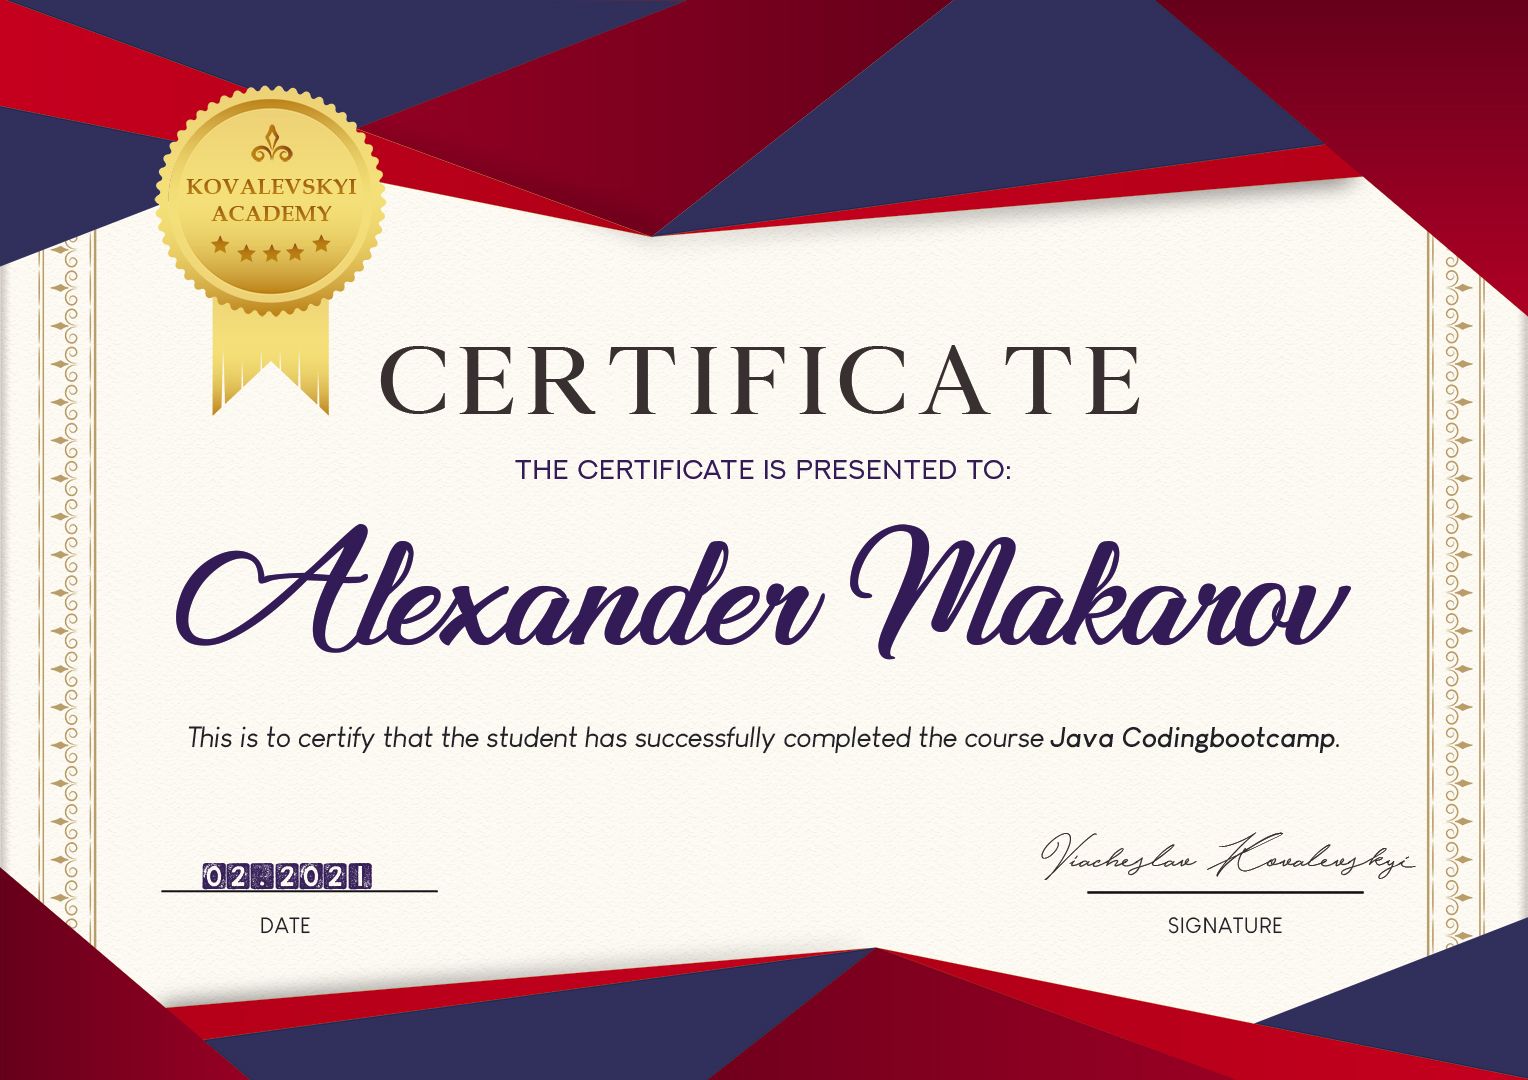 KOVALEVSKYI
ACADEMY
CERTIFICATE
THE CERTIFICATE IS PRESENTED TO:
Alexander Makarov
This is to certify that the student has successfully completed the course Java Codingbootcamp.
02.2021
Viacheslav Kovalevskyi
DATE
SIGNATURE